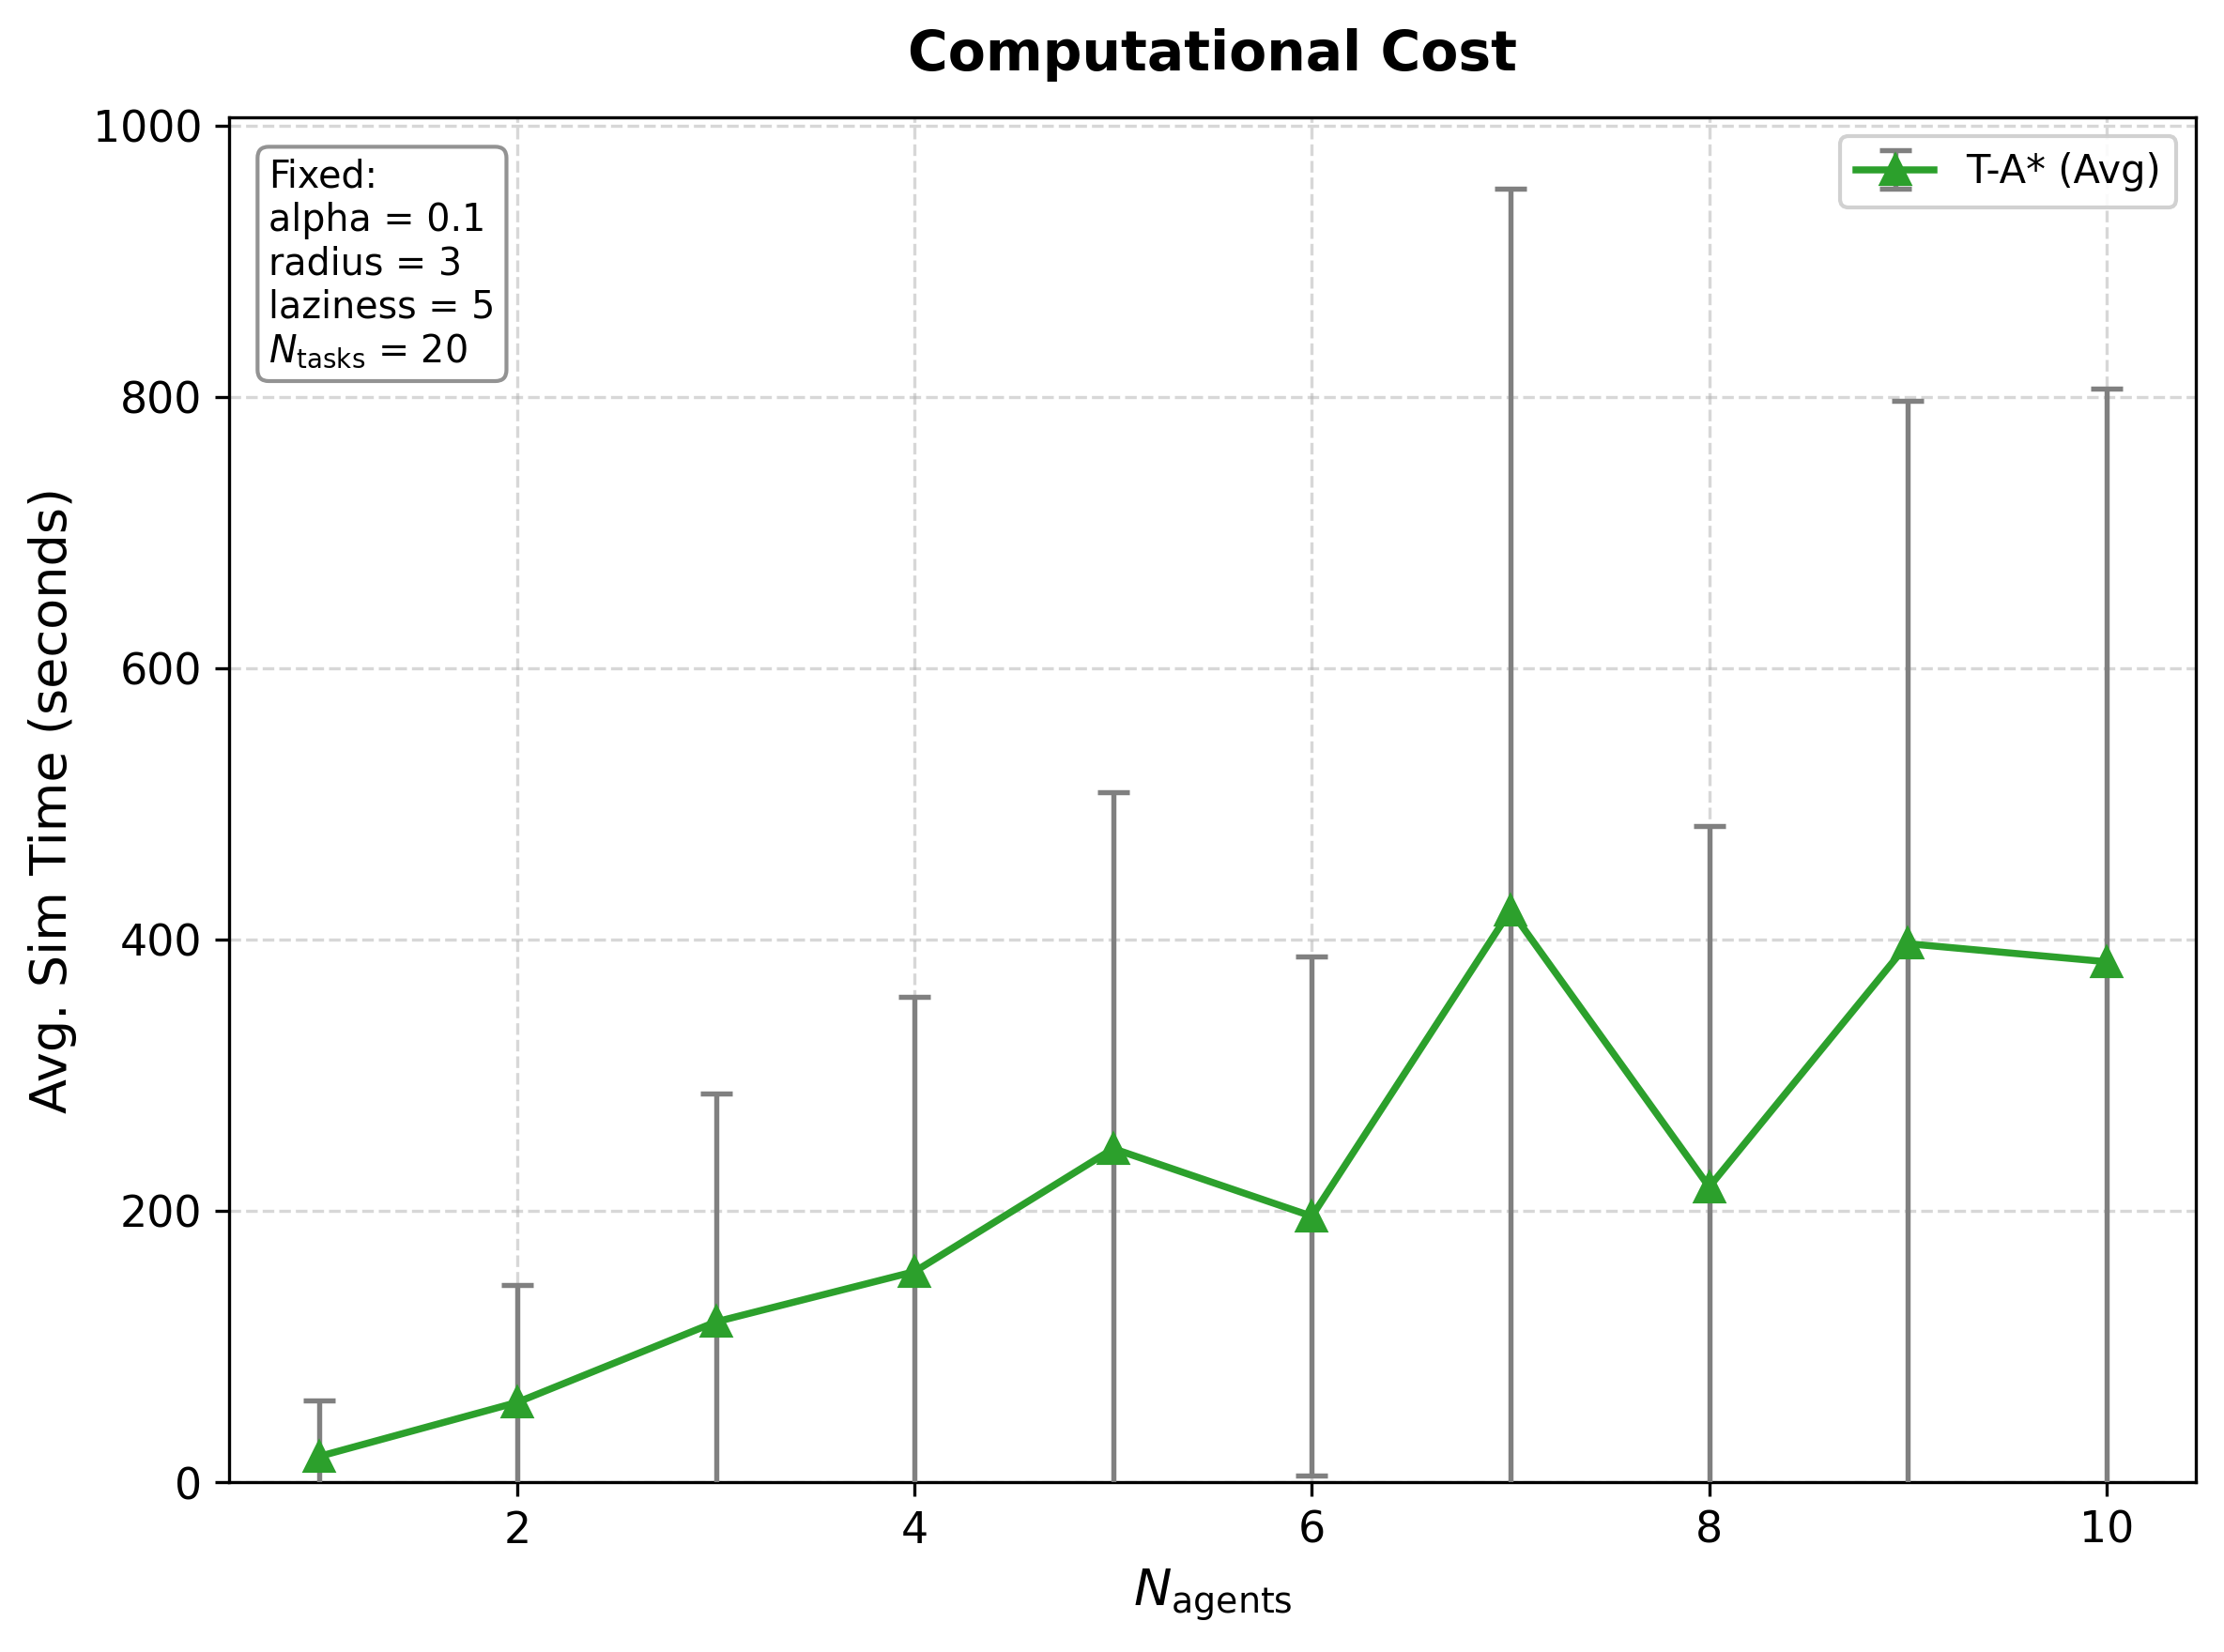 Computational Cost
1000
800
600
400
200
0
Avg. Sim Time (seconds)
Fixed:
alpha = 0.1
radius = 3
laziness = 5
N_tasks = 20
T-A* (Avg)
2 4 6 8 10
N_agents